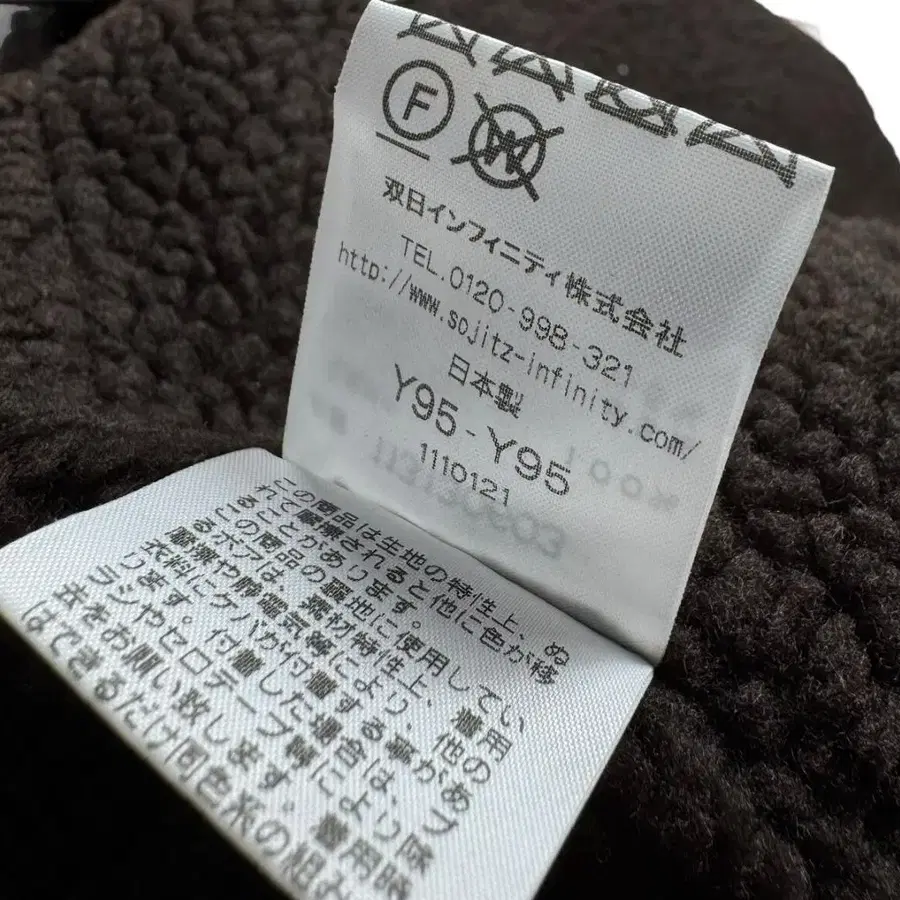 F
W
双日インフィニティ株式会社
TEL.0120-998-321
http://www.sojitz-infinity.com/
日本製
Y95-Y95
1110121
この商品は生地の特性上、ぬ
れて摩擦されると他に色が移
ることがあります。
この商品の裏地に使用してい
るボアは、素材特性上、着用
摩擦や静電気等により、他の
衣料にケバが付着する事があ
ります。付着した場合は、ブ
ラシやセロテープ等により除
去をお願い致します。着用時
はできるだけ同色系の組み